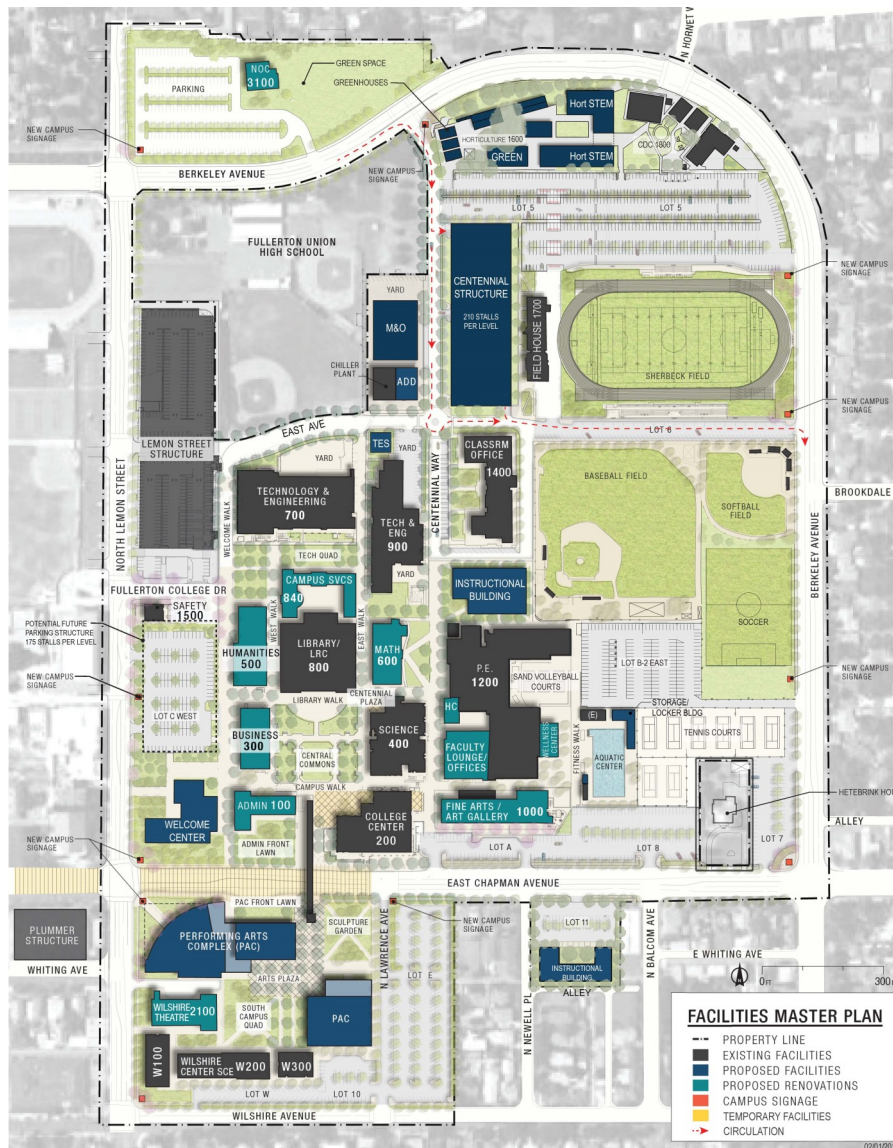 N HORNET
NOC
3100
GREEN SPACE
GREENHOUSES
PARKING
Hort STEM
NEW CAMPUS
SIGNAGE
HORTICULTURE 1600
CDC 1800
GREEN
Hort STEM
BERKELEY AVENUE
NEW CAMPUS
SIGNAGE
LOT 5
LOT 5
FULLERTON UNION
HIGH SCHOOL
CENTENNIAL
STRUCTURE
210 STALLS
PER LEVEL
NEW CAMPUS
SIGNAGE
YARD
M&O
FIELD HOUSE 1700
CHILLER
PLANT
ADD
SHERBECK FIELD
NEW CAMPUS
SIGNAGE
EAST AVE
LOT 6
LEMON STREET
STRUCTURE
TES
YARD
CENTENNIAL WAY
CLASSRM
OFFICE
1400
YARD
BASEBALL FIELD
NORTH LEMON STREET
WELCOME WALK
TECHNOLOGY &
ENGINEERING
700
BROOKDALE
SOFTBALL
FIELD
TECH &
ENG
900
TECH QUAD
BERKELEY AVENUE
FULLERTON COLLEGE DR
CAMPUS SVCS
840
YARD
INSTRUCTIONAL
BUILDING
SAFETY
1500
SOCCER
POTENTIAL FUTURE
PARKING STRUCTURE
175 STALLS PER LEVEL
WEST WALK
EAST WALK
HUMANITIES
500
LIBRARY/
LRC
800
MATH
600
P.E.
1200
LOT B-2 EAST
SAND VOLLEYBALL
COURTS
NEW CAMPUS
SIGNAGE
NEW CAMPUS
SIGNAGE
LOT C WEST
LIBRARY WALK
CENTENNIAL
PLAZA
HC
STORAGE/
LOCKER BLDG
(E)
BUSINESS
300
SCIENCE
400
FACULTY
LOUNGE/
OFFICES
WELLNESS
CENTER
FITNESS WALK
TENNIS COURTS
AQUATIC
CENTER
CENTRAL
COMMONS
CAMPUS WALK
WELCOME
CENTER
ADMIN 100
COLLEGE
CENTER
200
FINE ARTS /
ART GALLERY
1000
HETEBRINK HOU
ALLEY
NEW CAMPUS
SIGNAGE
ADMIN FRONT
LAWN
LOT A
LOT 8
LOT 7
EAST CHAPMAN AVENUE
PAC FRONT LAWN
NEW CAMPUS
SIGNAGE
PLUMMER
STRUCTURE
PERFORMING ARTS
COMPLEX (PAC)
SCULPTURE
GARDEN
N LAWRENCE AVE
LOT E
LOT 11
N BALCOM AVE
E WHITING AVE
WHITING AVE
ARTS PLAZA
INSTRUCTIONAL
BUILDING
ALLEY
0 FT
300
WILSHIRE
THEATRE
2100
SOUTH
CAMPUS
QUAD
PAC
N NEWELL PL
W100
WILSHIRE
CENTER SCE
W200
W300
LOT W
LOT 10
WILSHIRE AVENUE
FACILITIES MASTER PLAN
PROPERTY LINE
EXISTING FACILITIES
PROPOSED FACILITIES
PROPOSED RENOVATIONS
CAMPUS SIGNAGE
TEMPORARY FACILITIES
CIRCULATION